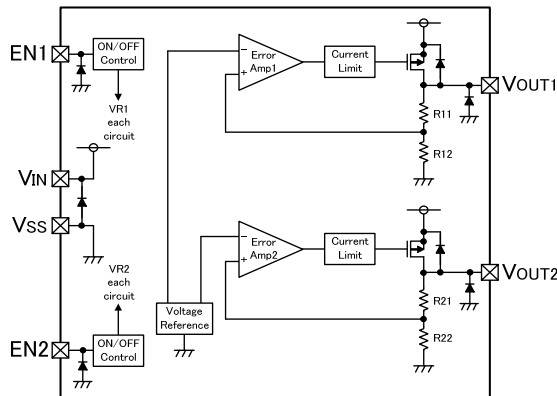 EN1
ON/OFF
Control
VR1
each
circuit
VIN
VSS
VR2
each
circuit
EN2
ON/OFF
Control
−
+
Error
Amp1
Current
Limit
R11
R12
VOUT1
−
+
Error
Amp2
Current
Limit
R21
R22
VOUT2
Voltage
Reference